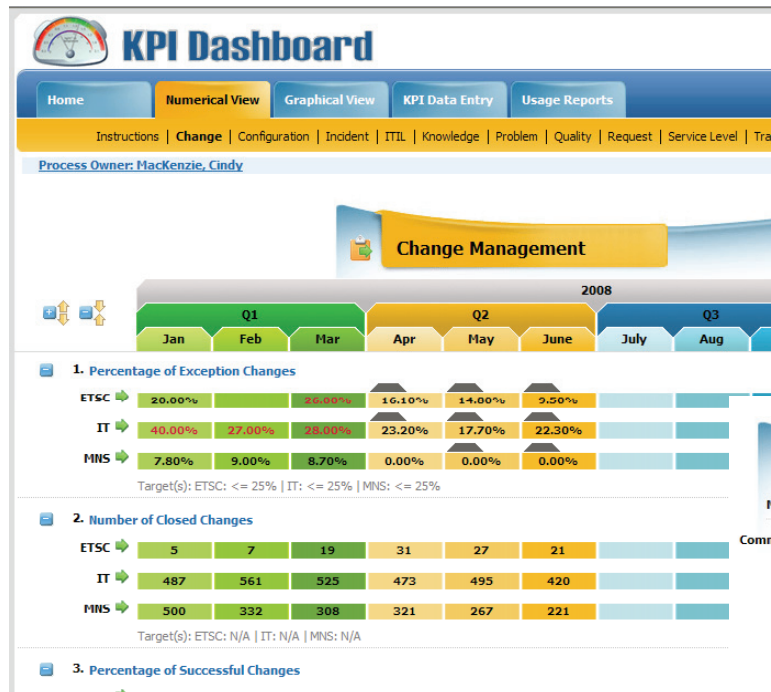 KPI Dashboard
Home Numerical View Graphical View KPI Data Entry Usage Reports
Instructions | Change | Configuration | Incident | ITIL | Knowledge | Problem | Quality | Request | Service Level | Tra
Process Owner: MacKenzie, Cindy
Change Management
2008
Q1 Q2 Q3
Jan Feb Mar Apr May June July Aug
1. Percentage of Exception Changes
ETSC 20.00% 26.00% 16.10% 14.80% 9.50%
IT 40.00% 27.00% 28.00% 23.20% 17.70% 22.30%
MNS 7.80% 9.00% 8.70% 0.00% 0.00% 0.00%
Target(s): ETSC: <= 25% | IT: <= 25% | MNS: <= 25%
2. Number of Closed Changes
Comm
ETSC 5 7 19 31 27 21
IT 487 561 525 473 495 420
MNS 500 332 308 321 267 221
Target(s): ETSC: N/A | IT: N/A | MNS: N/A
3. Percentage of Successful Changes